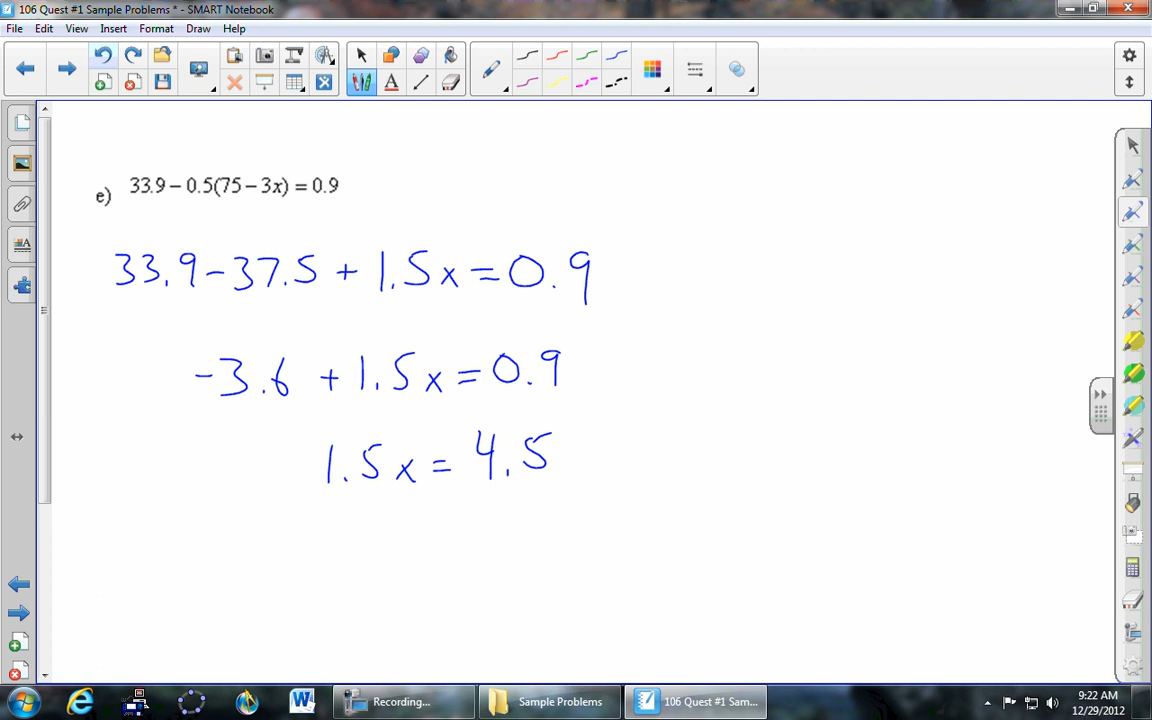 106 Quest #1 Sample Problems * - SMART Notebook
File Edit View Insert Format Draw Help
e) 33.9 − 0.5(75 − 3x) = 0.9
33.9 - 37.5 + 1.5x = 0.9
-3.6 + 1.5x = 0.9
1.5x = 4.5
Recording... Sample Problems 106 Quest #1 Sam...
9:22 AM
12/29/2012